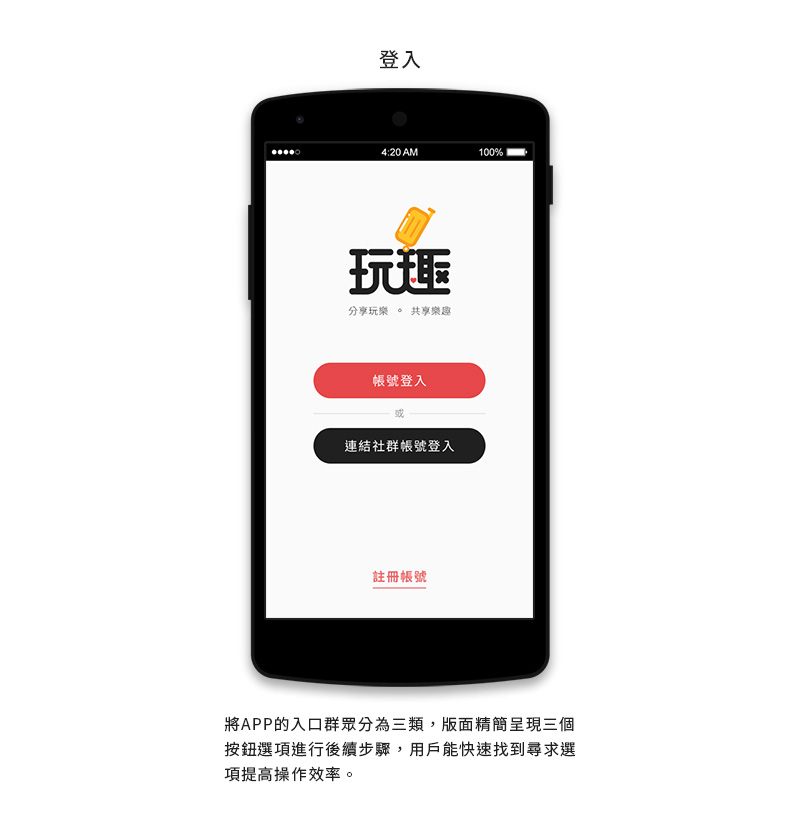 登入
4:20 AM
100%
玩趣
分享玩樂 。 共享樂趣
帳號登入
或
連結社群帳號登入
註冊帳號
將APP的入口群眾分為三類，版面精簡呈現三個
按鈕選項進行後續步驟，用戶能快速找到尋求選
項提高操作效率。